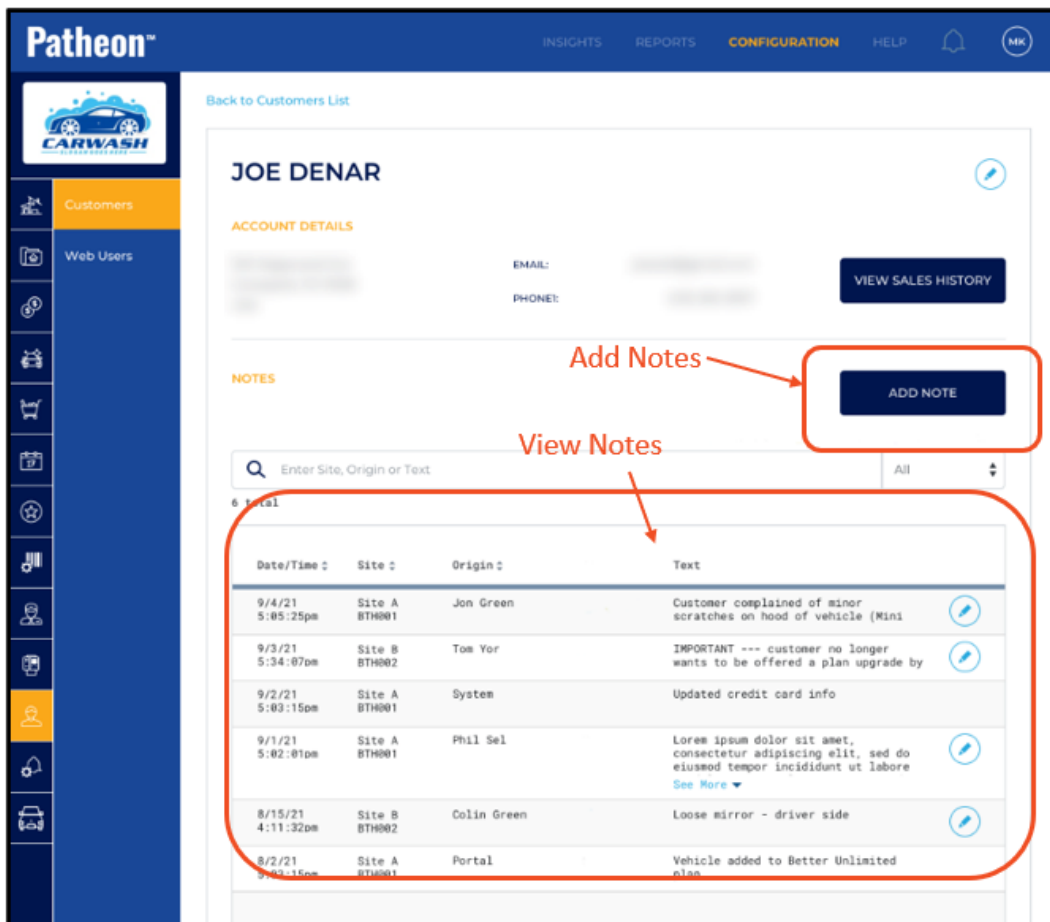 Patheon™
INSIGHTS REPORTS CONFIGURATION HELP MK
CARWASH
Back to Customers List
JOE DENAR
Customers
Web Users
ACCOUNT DETAILS
EMAIL:
PHONE1:
VIEW SALES HISTORY
Add Notes
NOTES
ADD NOTE
View Notes
Enter Site, Origin or Text All
6 total
Date/Time Site Origin Text
9/4/21 Site A Jon Green Customer complained of minor
5:05:25pm BTH001 scratches on hood of vehicle (Mini
9/3/21 Site B Tom Yor IMPORTANT --- customer no longer
5:34:07pm BTH002 wants to be offered a plan upgrade by
9/2/21 Site A System Updated credit card info
5:03:15pm BTH001
9/1/21 Site A Phil Sel Lorem ipsum dolor sit amet,
5:02:01pm BTH001 consectetur adipiscing elit, sed do
eiusmod tempor incididunt ut labore
See More
8/15/21 Site B Colin Green Loose mirror - driver side
4:11:32pm BTH002
8/2/21 Site A Portal Vehicle added to Better Unlimited
5:03:15pm BTH001 plan